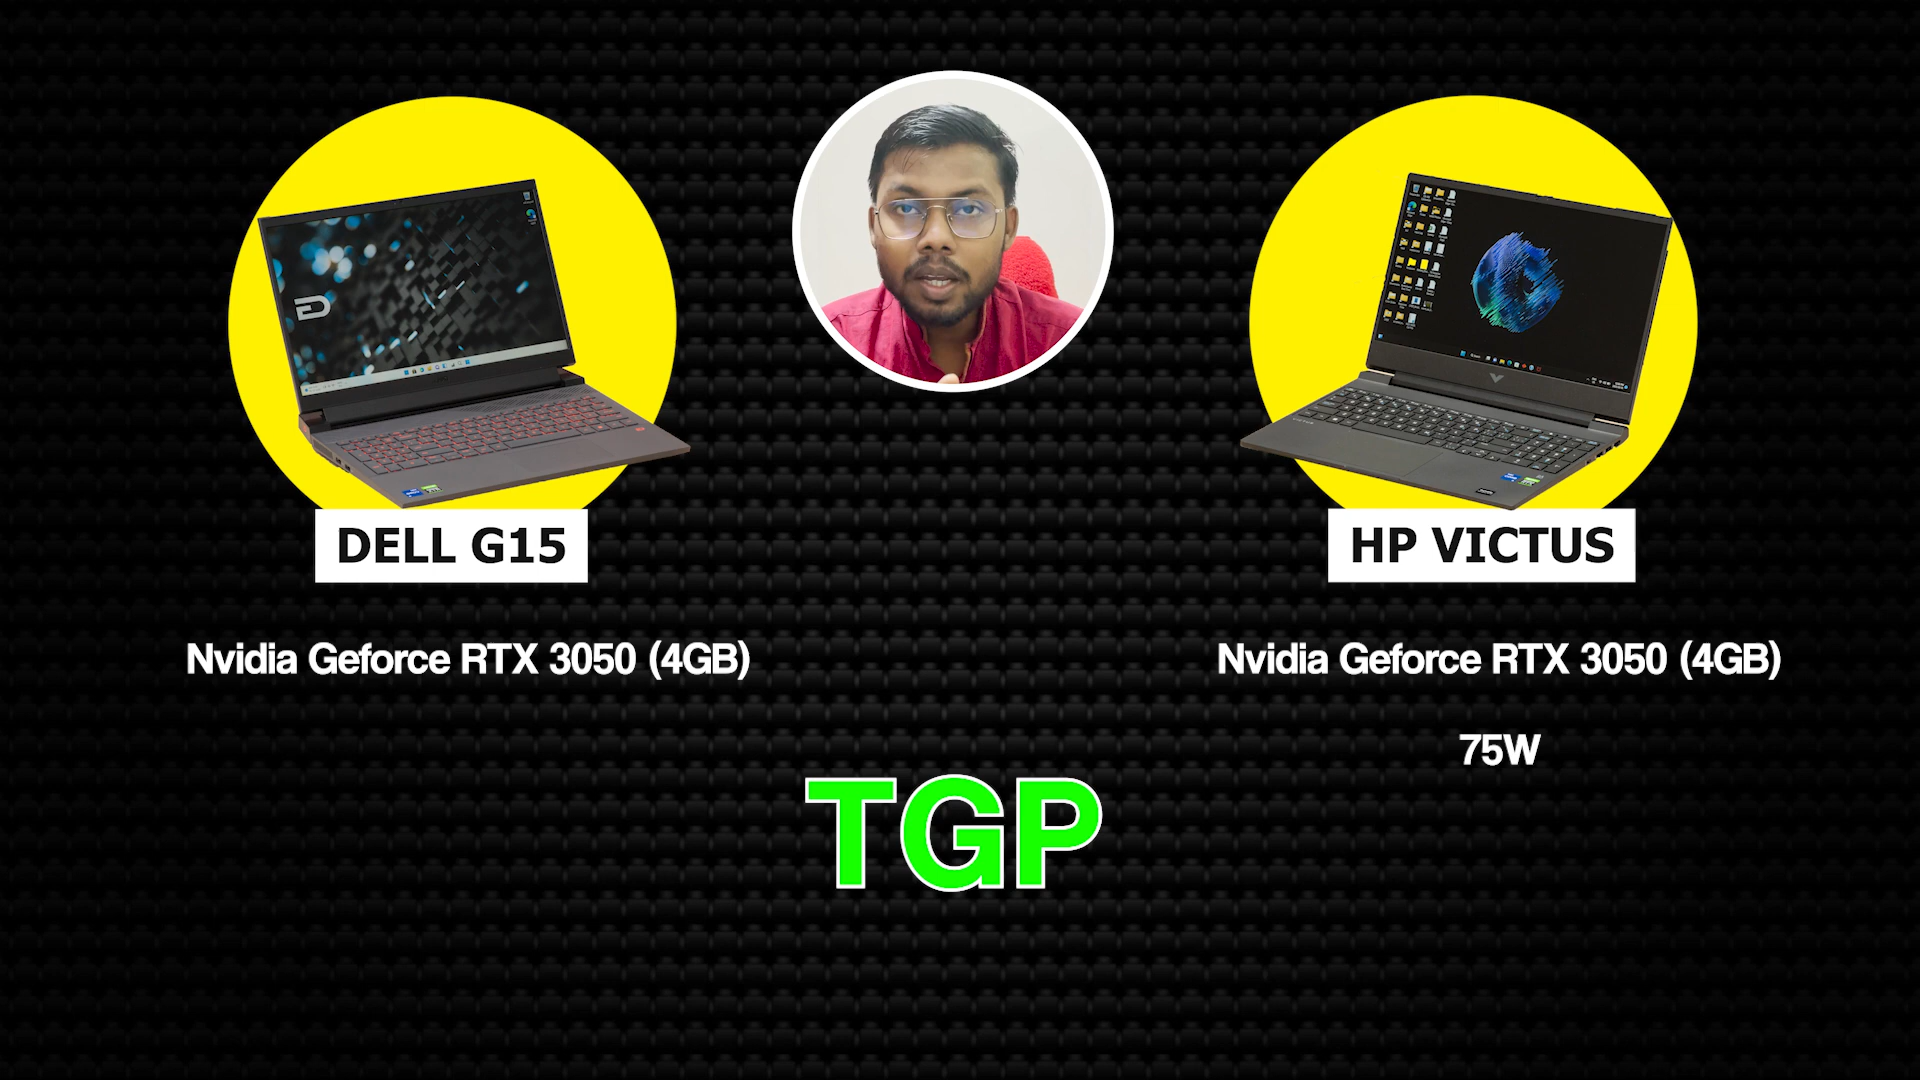 DELL G15
HP VICTUS
Nvidia Geforce RTX 3050 (4GB)
Nvidia Geforce RTX 3050 (4GB)
75W
TGP